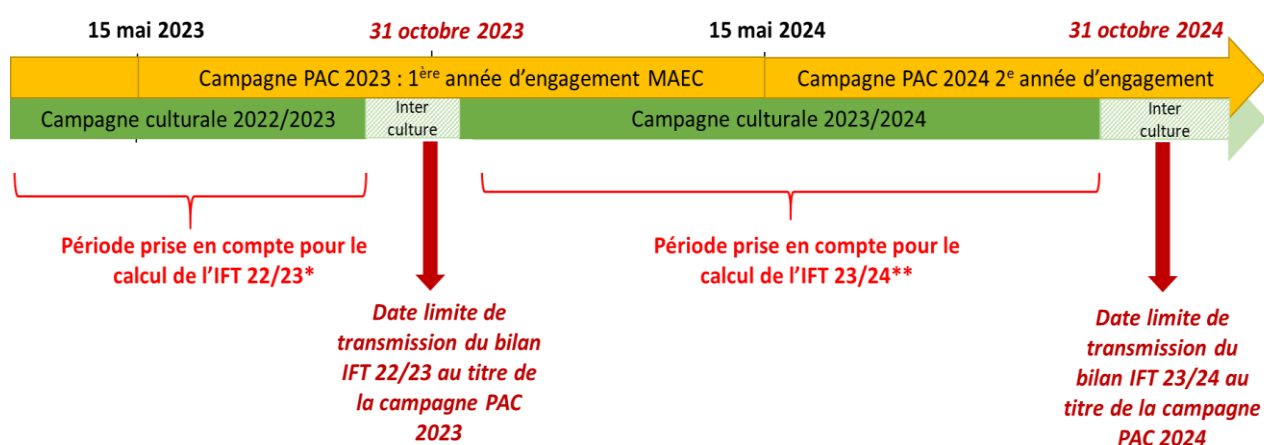 15 mai 2023
31 octobre 2023
15 mai 2024
31 octobre 2024
Campagne PAC 2023 : 1ère année d'engagement MAEC
Campagne PAC 2024 2e année d'engagement
Campagne culturale 2022/2023
Inter
culture
Campagne culturale 2023/2024
Inter
culture
Période prise en compte pour le
calcul de l'IFT 22/23*
Période prise en compte pour le
calcul de l'IFT 23/24**
Date limite de
transmission du bilan
IFT 22/23 au titre de
la campagne PAC
2023
Date limite de
transmission du
bilan IFT 23/24 au
titre de la campagne
PAC 2024